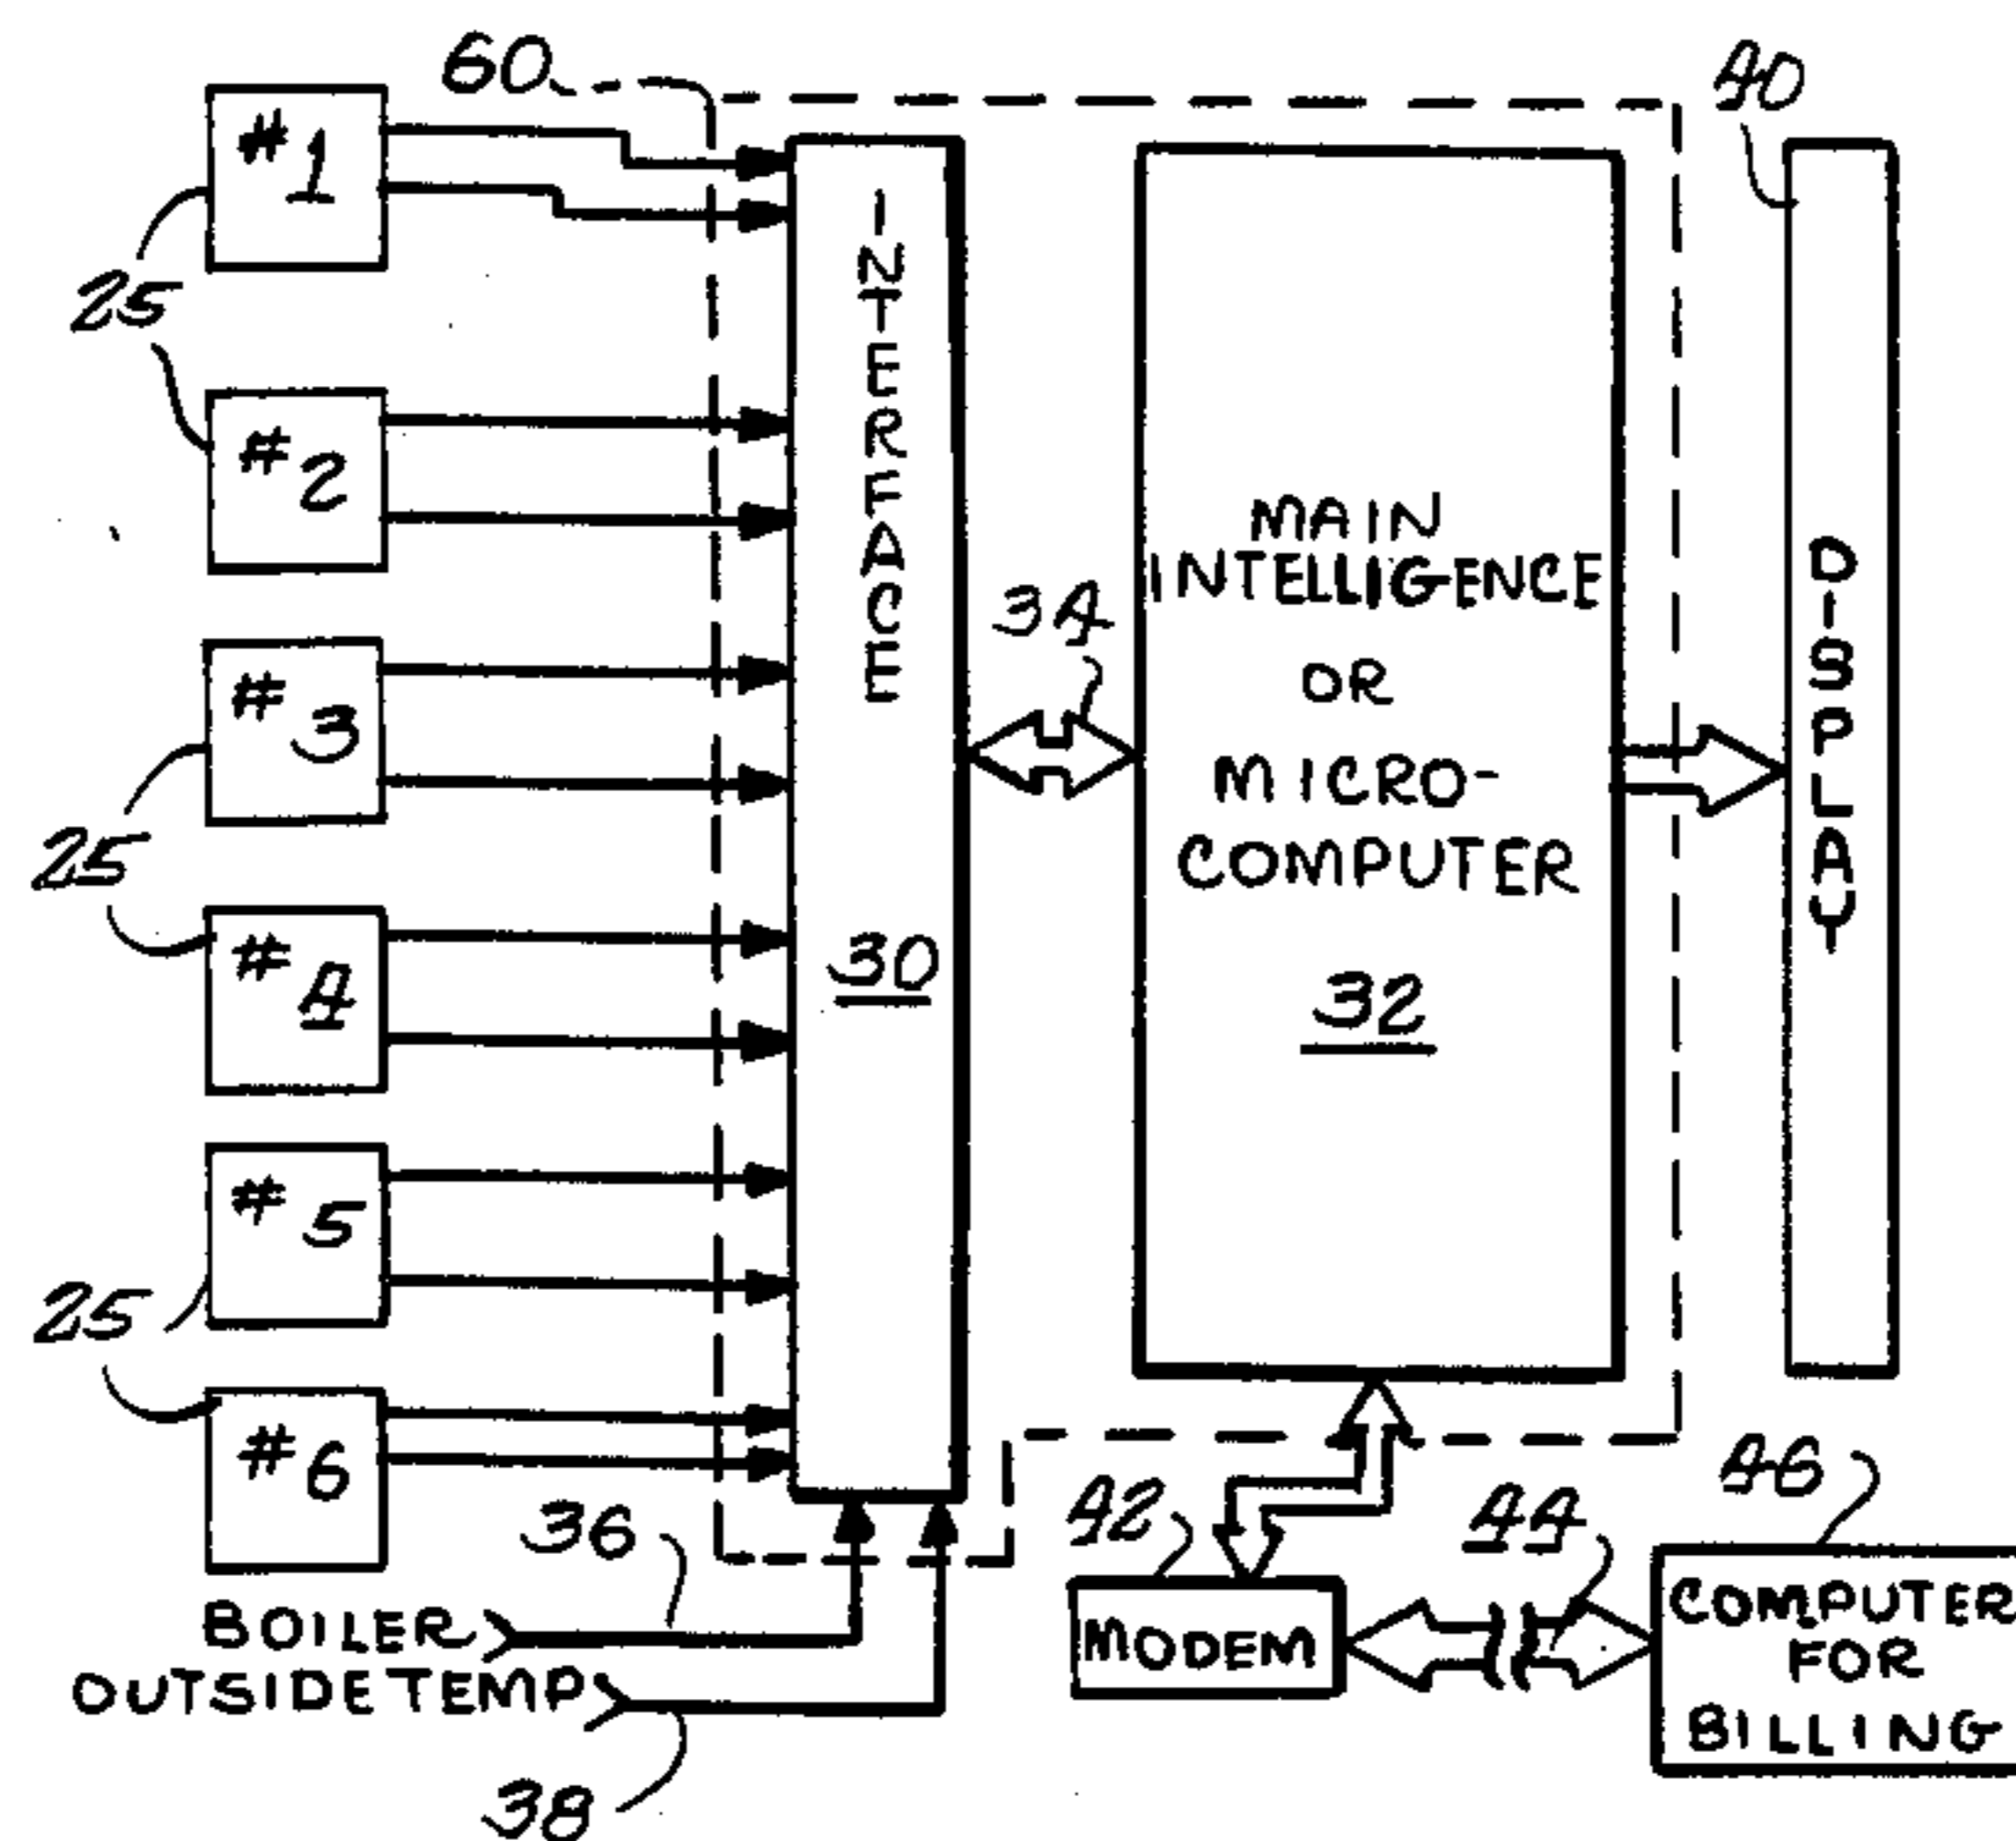 60
40
#1
25
#2
#3
25
#4
#5
25
#6
INTERFACE
30
34
MAIN
INTELLIGENCE
OR
MICRO-
COMPUTER
32
DISPLAY
36
BOILER
OUTSIDE TEMP
38
42
MODEM
44
46
COMPUTER
FOR
BILLING